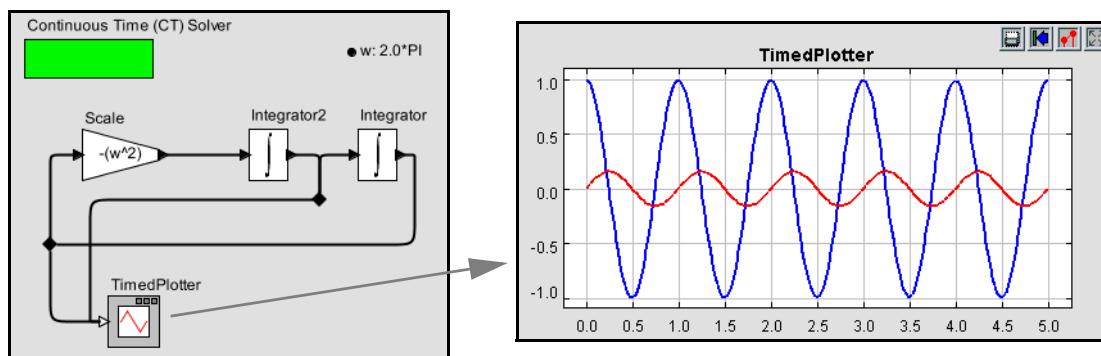 Continuous Time (CT) Solver
w: 2.0*PI
Scale
Integrator2
Integrator
-(w^2)
∫
∫
TimedPlotter
TimedPlotter
1.0
0.5
0.0
-0.5
-1.0
0.0 0.5 1.0 1.5 2.0 2.5 3.0 3.5 4.0 4.5 5.0